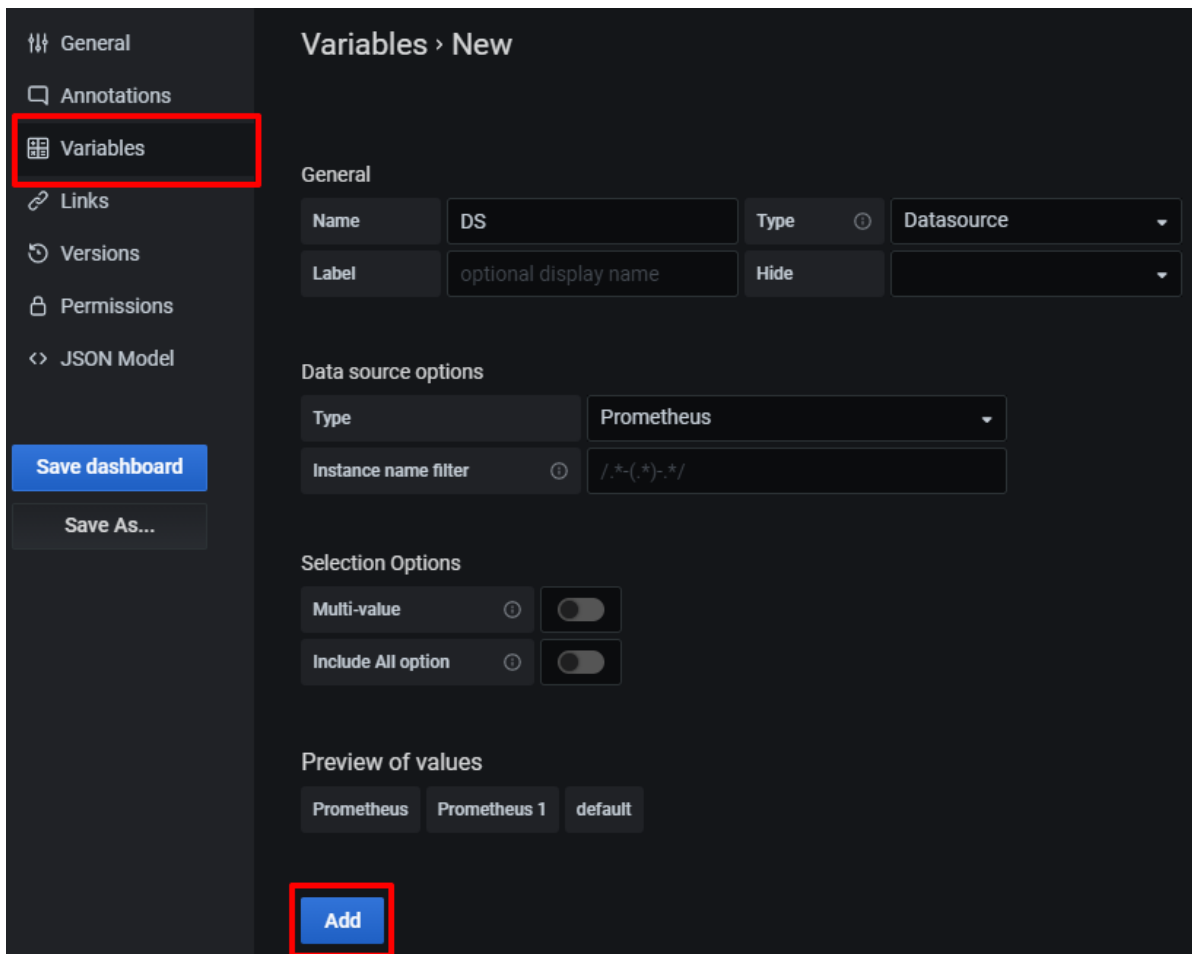 General
Annotations
Variables
Links
Versions
Permissions
JSON Model
Save dashboard
Save As...
Variables › New
General
Name DS Type Datasource
Label optional display name Hide
Data source options
Type Prometheus
Instance name filter /.*-(.*)-.*/
Selection Options
Multi-value
Include All option
Preview of values
Prometheus Prometheus 1 default
Add